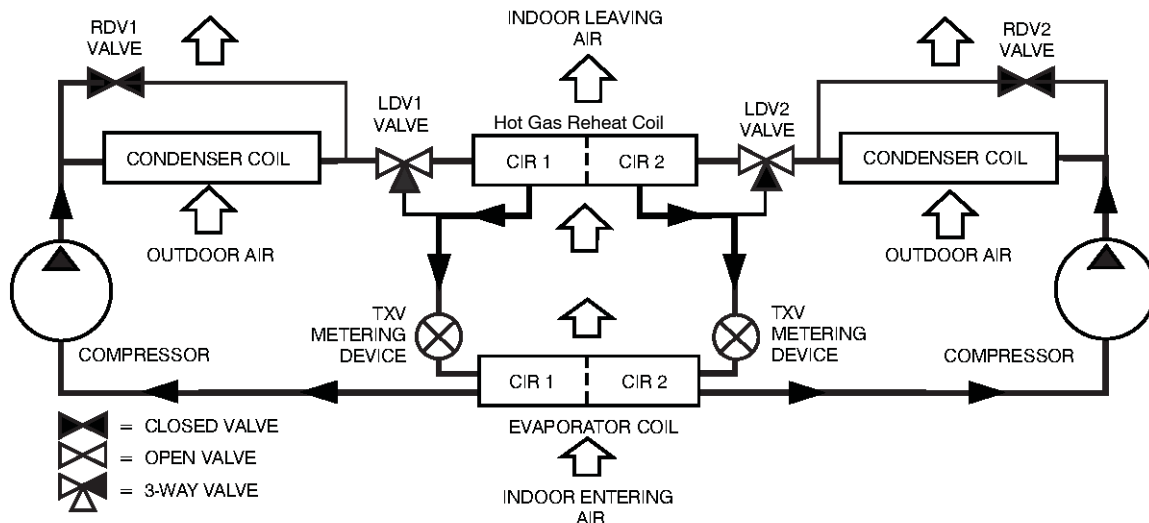 RDV1
VALVE
INDOOR LEAVING
AIR
RDV2
VALVE
LDV1
VALVE
Hot Gas Reheat Coil
LDV2
VALVE
CONDENSER COIL
CIR 1
CIR 2
CONDENSER COIL
OUTDOOR AIR
OUTDOOR AIR
TXV
METERING
DEVICE
TXV
METERING
DEVICE
COMPRESSOR
COMPRESSOR
CIR 1
CIR 2
EVAPORATOR COIL
= CLOSED VALVE
= OPEN VALVE
= 3-WAY VALVE
INDOOR ENTERING
AIR